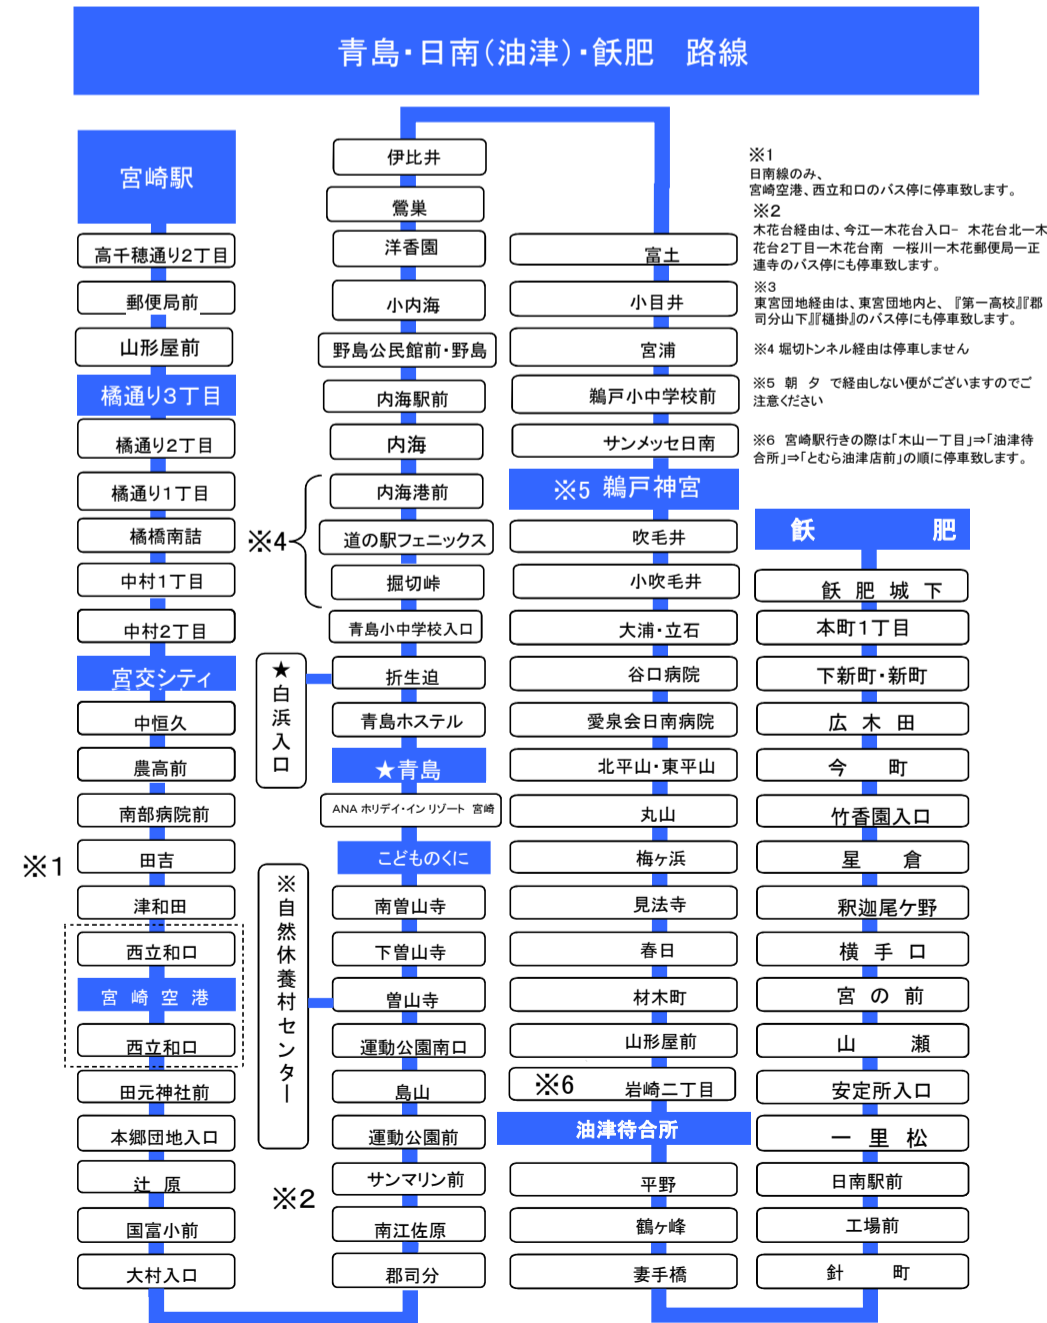 青島・日南(油津)・飫肥　路線
宮崎駅
高千穂通り2丁目
郵便局前
山形屋前
橘通り3丁目
橘通り2丁目
橘通り1丁目
橘橋南詰
中村1丁目
中村2丁目
宮交シティ
中恒久
農高前
南部病院前
※1
田吉
津和田
西立和口
宮 崎 空 港
西立和口
田元神社前
本郷団地入口
辻 原
国富小前
大村入口
伊比井
鶯巣
洋香園
小内海
野島公民館前・野島
内海駅前
内海
内海港前
※4
道の駅フェニックス
掘切峠
青島小中学校入口
★白浜入口
折生迫
青島ホステル
★青島
ANA ホリデイ・イン リゾート 宮崎
こどものくに
※自然休養村センター
南曽山寺
下曽山寺
曽山寺
運動公園南口
島山
運動公園前
サンマリン前
※2
南江佐原
郡司分
富土
小目井
宮浦
鵜戸小中学校前
サンメッセ日南
※5 鵜戸神宮
吹毛井
小吹毛井
大浦・立石
谷口病院
愛泉会日南病院
北平山・東平山
丸山
梅ヶ浜
見法寺
春日
材木町
山形屋前
※6 岩崎二丁目
油津待合所
平野
鶴ヶ峰
妻手橋
※1
日南線のみ、
宮崎空港、西立和口のバス停に停車致します。
※2
木花台経由は、今江ー木花台入口− 木花台北ー木
花台2丁目ー木花台南 ー桜川ー木花郵便局ー正
連寺のバス停にも停車致します。
※3
東宮団地経由は、東宮団地内と、『第一高校』『郡
司分山下』『樋掛』のバス停にも停車致します。
※4 堀切トンネル経由は停車しません
※5 朝 夕 で経由しない便がございますのでご
注意ください
※6 宮崎駅行きの際は「木山一丁目」⇒「油津待
合所」⇒「とむら油津店前」の順に停車致します。
飫 肥
飫 肥 城 下
本町1丁目
下新町・新町
広 木 田
今 町
竹香園入口
星 倉
釈迦尾ケ野
横 手 口
宮 の 前
山 瀬
安定所入口
一 里 松
日南駅前
工場前
針 町